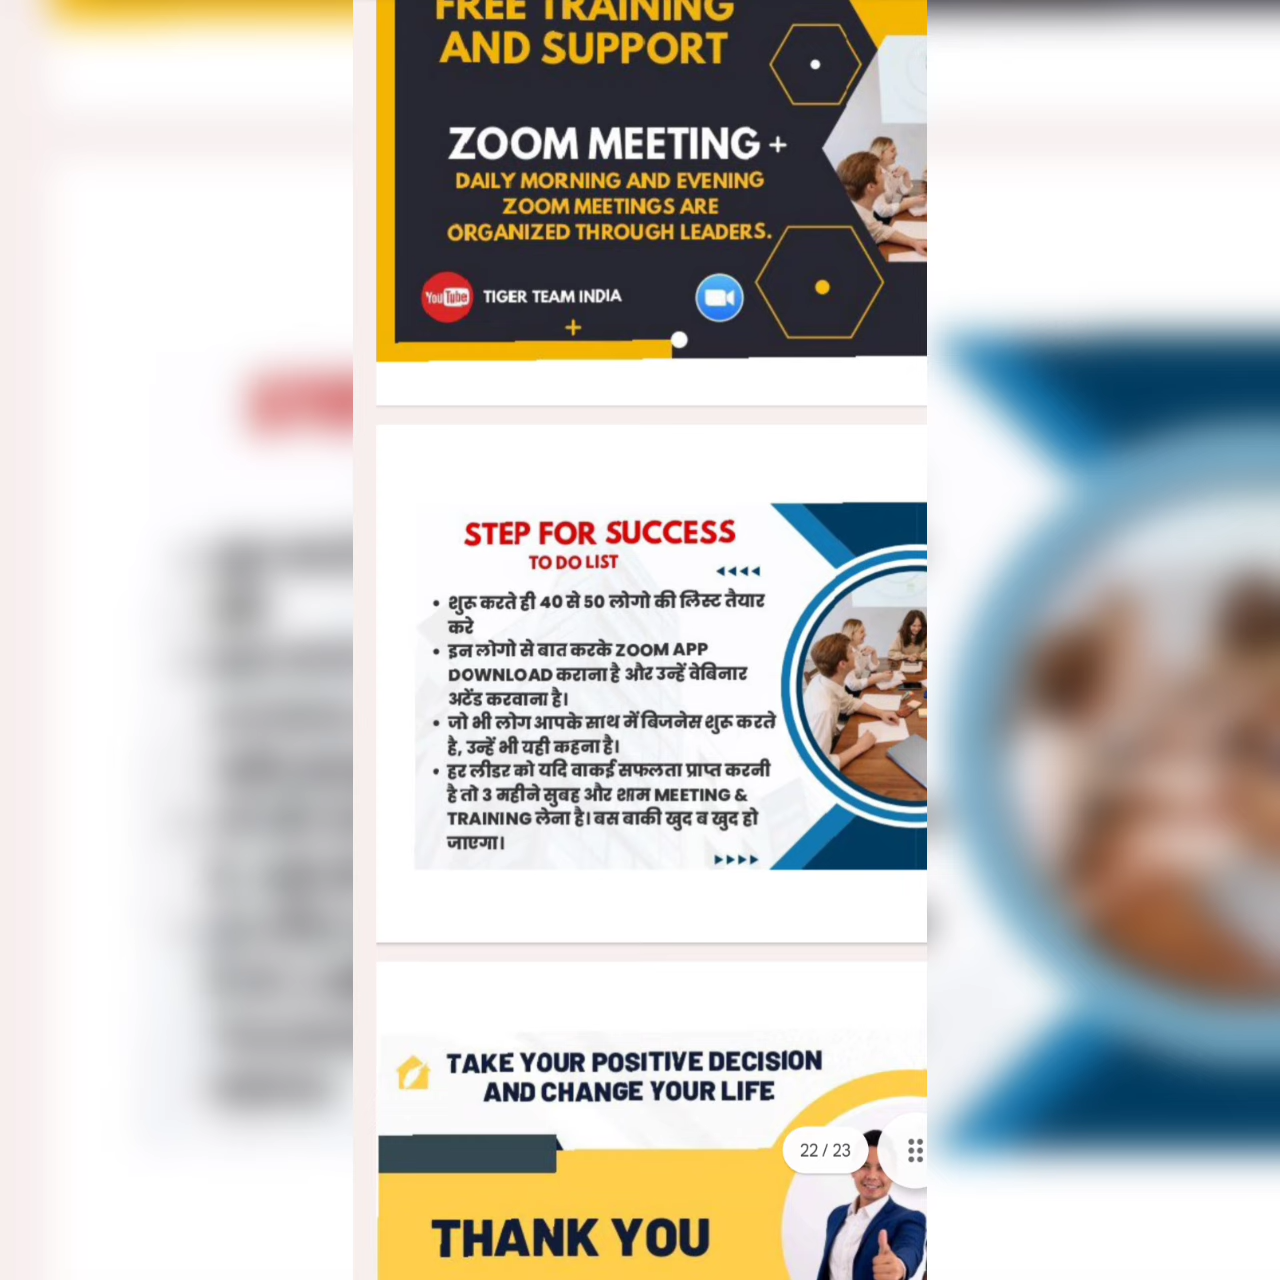 FREE TRAINING
AND SUPPORT
ZOOM MEETING +
DAILY MORNING AND EVENING
ZOOM MEETINGS ARE
ORGANIZED THROUGH LEADERS.
YouTube TIGER TEAM INDIA
STEP FOR SUCCESS
TO DO LIST
• शुरू करते ही 40 से 50 लोगो की लिस्ट तैयार
करे
• इन लोगो से बात करके ZOOM APP
DOWNLOAD कराना है और उन्हें वेबिनार
अटेंड करवाना है।
• जो भी लोग आपके साथ में बिजनेस शुरू करते
है, उन्हें भी यही कहना है।
• हर लीडर को यदि वाकई सफलता प्राप्त करनी
है तो 3 महीने सुबह और शाम MEETING &
TRAINING लेना है। बस बाकी खुद ब खुद हो
जाएगा।
TAKE YOUR POSITIVE DECISION
AND CHANGE YOUR LIFE
22 / 23
THANK YOU